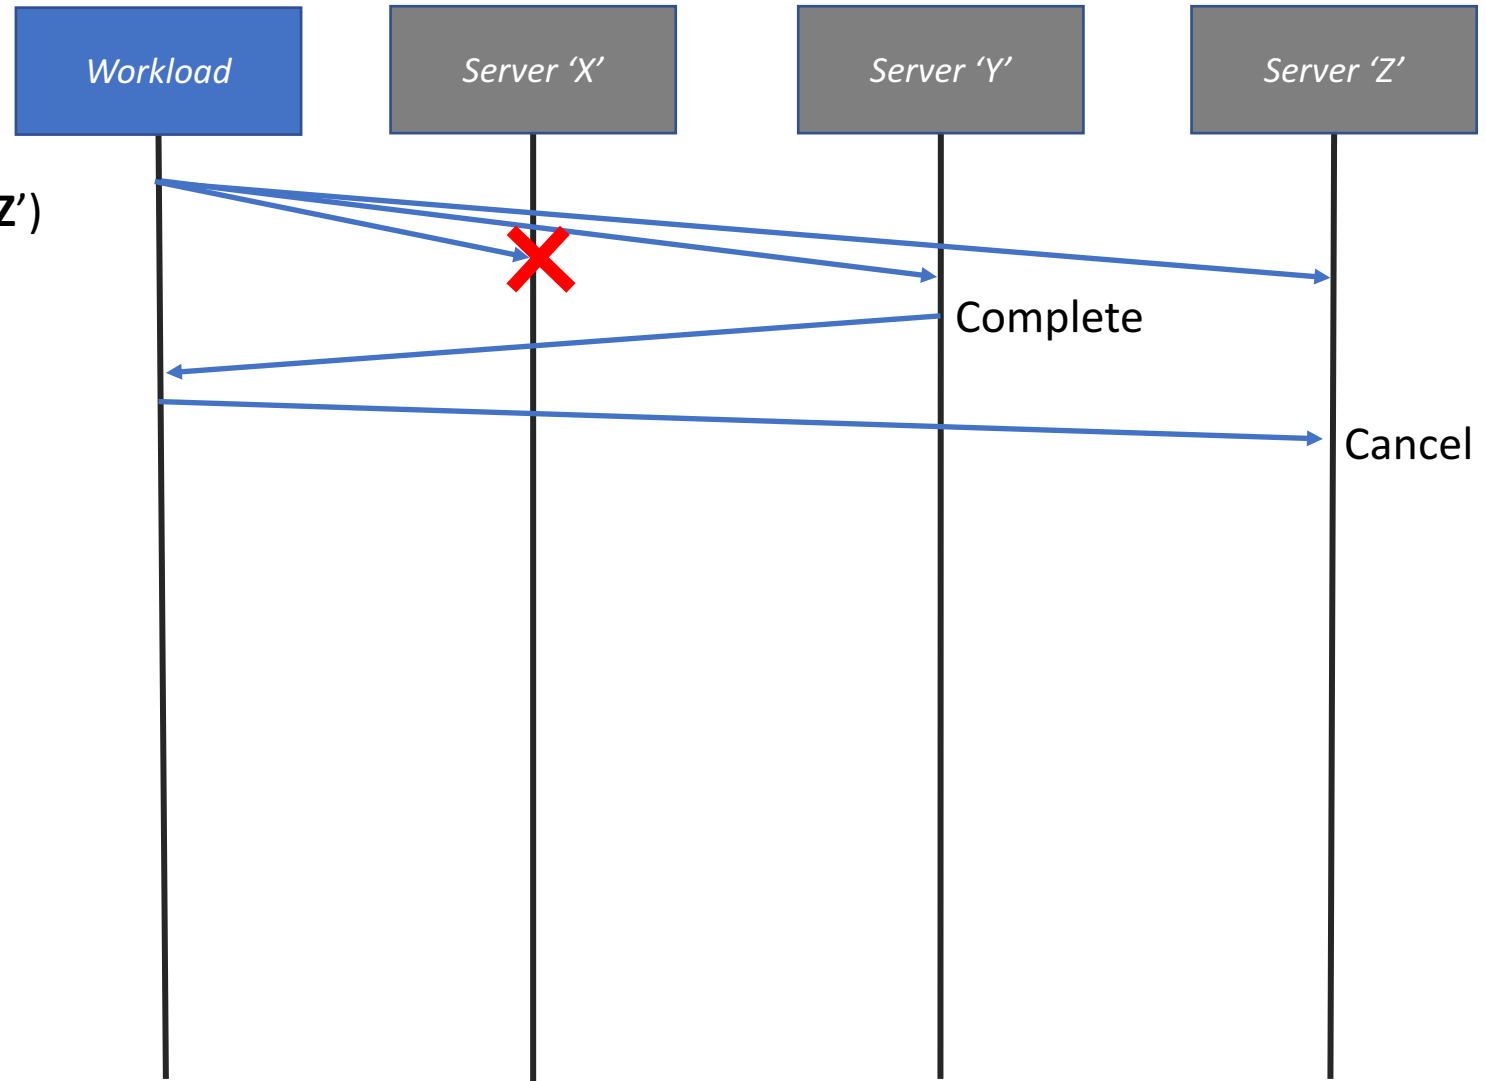 Workload
Server ‘X’
Server ‘Y’
Server ‘Z’
Z’)
Complete
Cancel